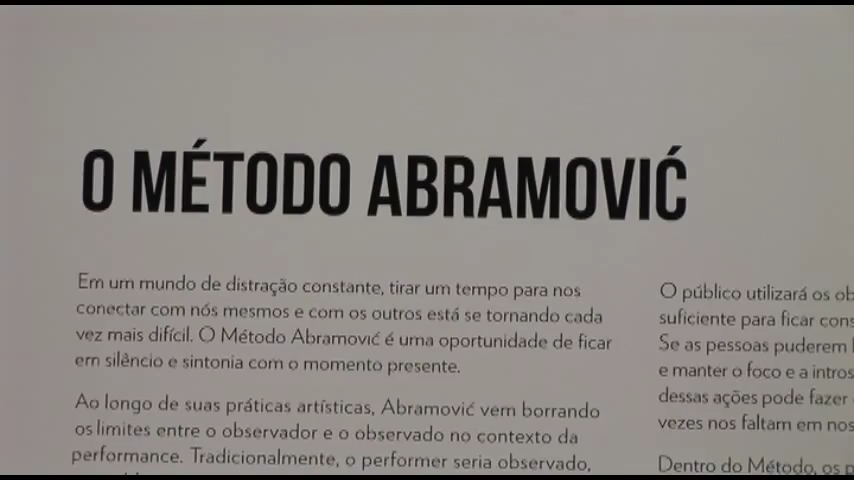 O MÉTODO ABRAMOVIĆ
Em um mundo de distração constante, tirar um tempo para nos
conectar com nós mesmos e com os outros está se tornando cada
vez mais difícil. O Método Abramović é uma oportunidade de ficar
em silêncio e sintonia com o momento presente.
Ao longo de suas práticas artísticas, Abramović vem borrando
os limites entre o observador e o observado no contexto da
performance. Tradicionalmente, o performer seria observado,
O público utilizará os ob
suficiente para ficar cons
Se as pessoas puderem
e manter o foco e a intros
dessas ações pode fazer
vezes nos faltam em nos
Dentro do Método, os p